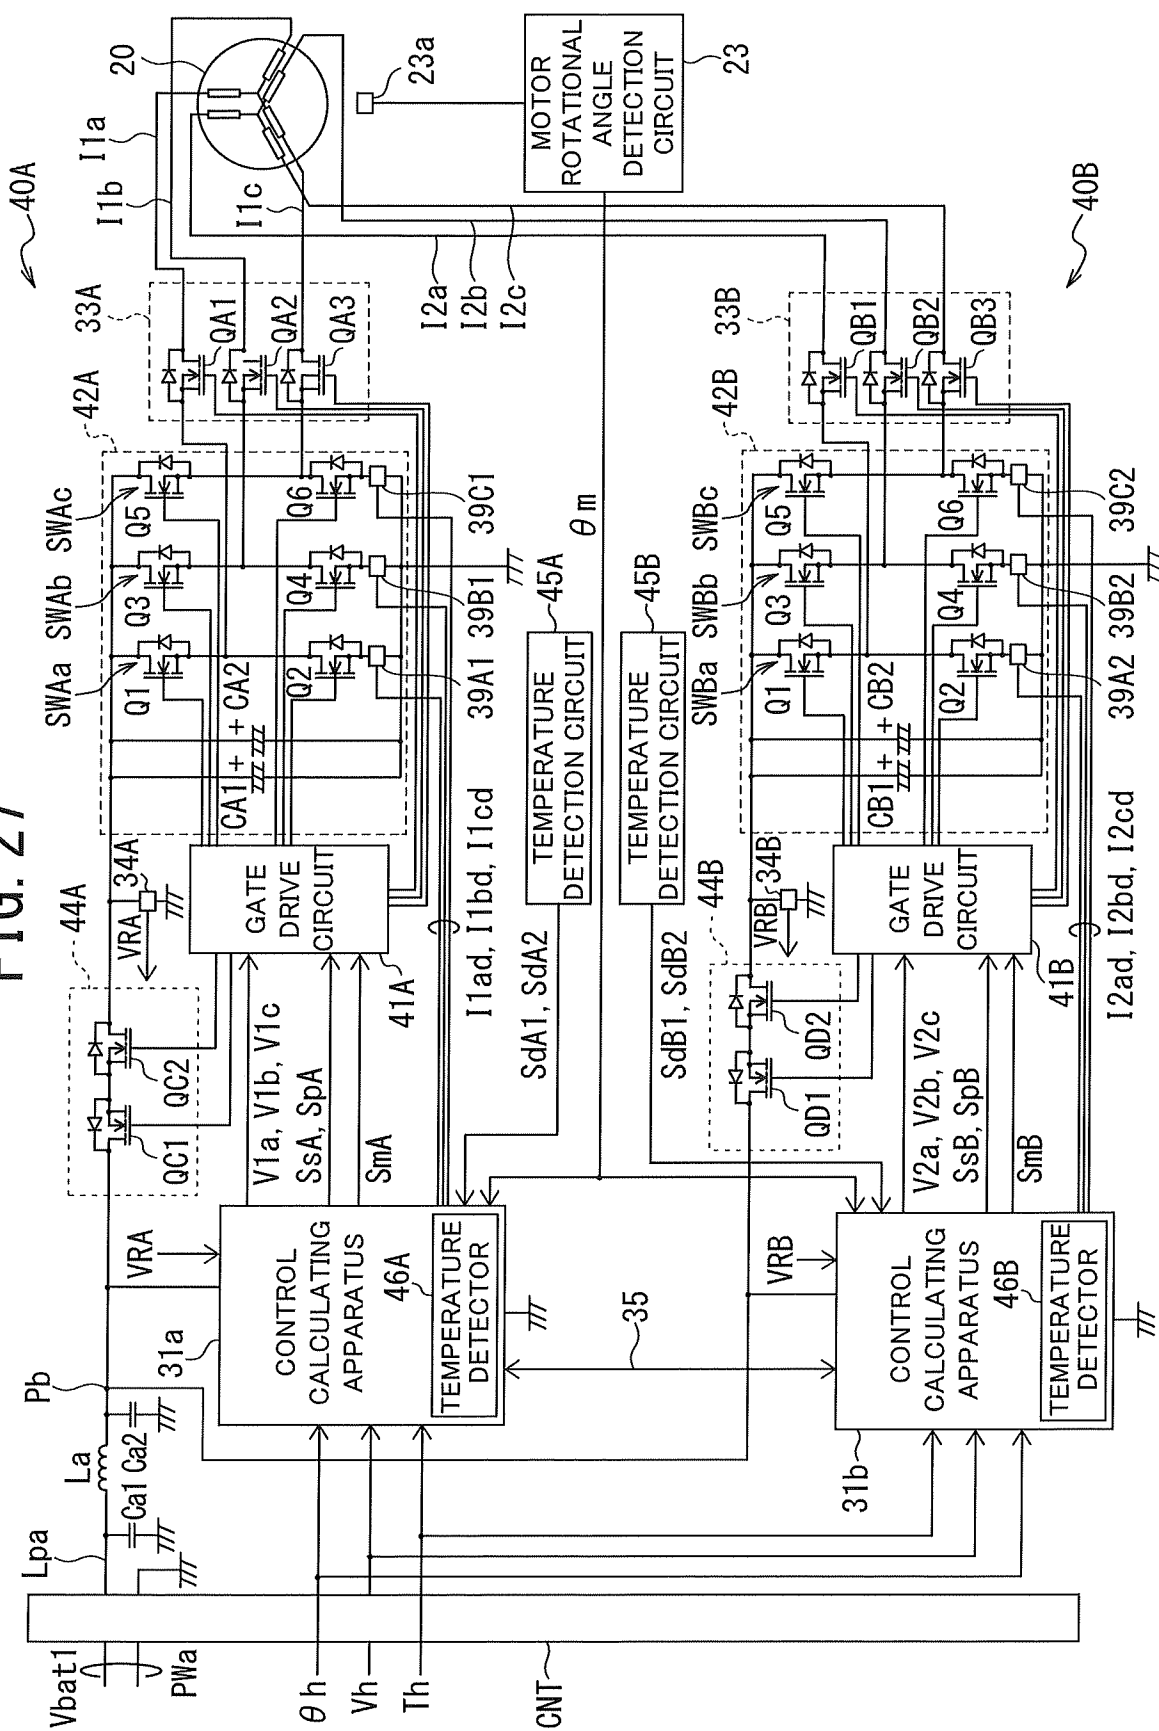 FIG. 27
40A
20
I1a
I1b
I1c
23a
MOTOR
ROTATIONAL
ANGLE
DETECTION
CIRCUIT
23
40B
33A
QA1
QA2
QA3
I2a
I2b
I2c
33B
QB1
QB2
QB3
42A
SWAa
SWAb
SWAc
Q1
Q3
Q5
Q2
Q4
Q6
CA1
+
+
CA2
39A1
39B1
39C1
θm
45A
TEMPERATURE
DETECTION CIRCUIT
45B
TEMPERATURE
DETECTION CIRCUIT
42B
SWBa
SWBb
SWBc
Q1
Q3
Q5
Q2
Q4
Q6
CB1
+
+
CB2
39A2
39B2
39C2
44A
VRA
34A
QC1
QC2
GATE
DRIVE
CIRCUIT
41A
V1a, V1b, V1c
SsA, SpA
SmA
I1ad, I1bd, I1cd
SdA1, SdA2
SdB1, SdB2
44B
VRB
34B
QD1
QD2
GATE
DRIVE
CIRCUIT
41B
V2a, V2b, V2c
SsB, SpB
SmB
I2ad, I2bd, I2cd
Vbat1
PWa
Lpa
La
Ca1
Ca2
Pb
VRA
31a
CONTROL
CALCULATING
APPARATUS
46A
TEMPERATURE
DETECTOR
35
VRB
31b
CONTROL
CALCULATING
APPARATUS
46B
TEMPERATURE
DETECTOR
θh
Vh
Th
CNT